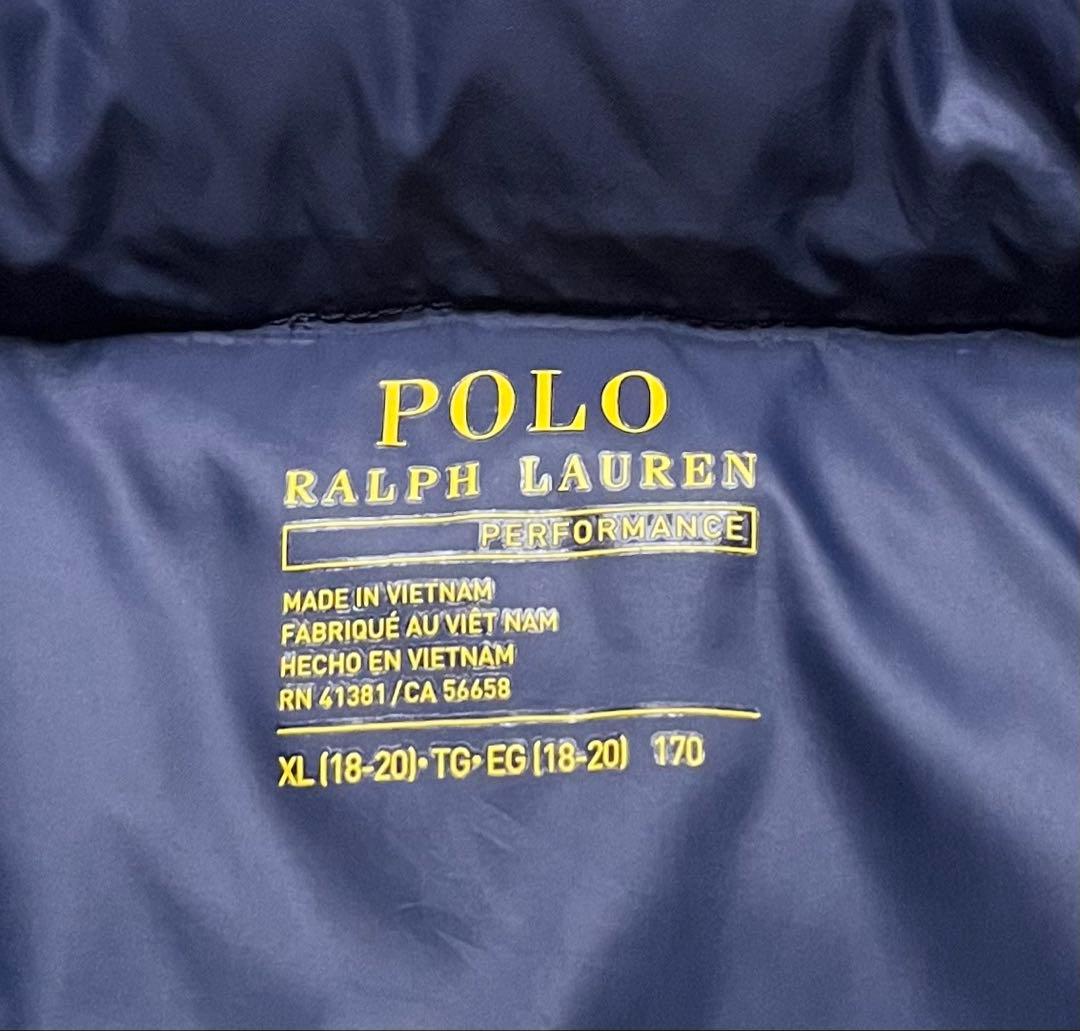 POLO
RALPH LAUREN
PERFORMANCE
MADE IN VIETNAM
FABRIQUÉ AU VIÊT NAM
HECHO EN VIETNAM
RN 41381/CA 56658
XL (18-20)•TG•EG (18-20) 170